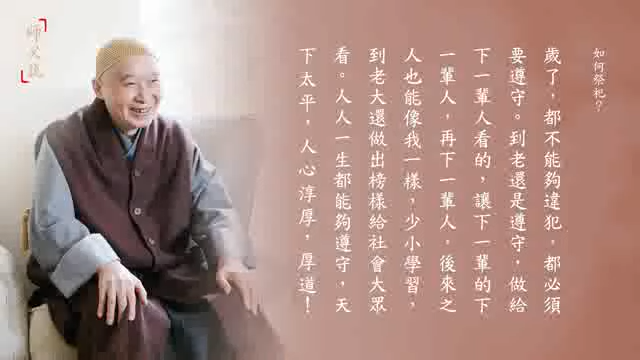 如何祭祀？
歲了，都不能夠違犯，都必須
要遵守。到老還是遵守，做給
下一輩人看的，讓下一輩的下
一輩人，再下一輩人，後來之
人也能像我一樣，少小學習，
到老大還做出榜樣給社會大眾
看。人人一生都能夠遵守，天
下太平，人心淳厚，厚道！
師父說